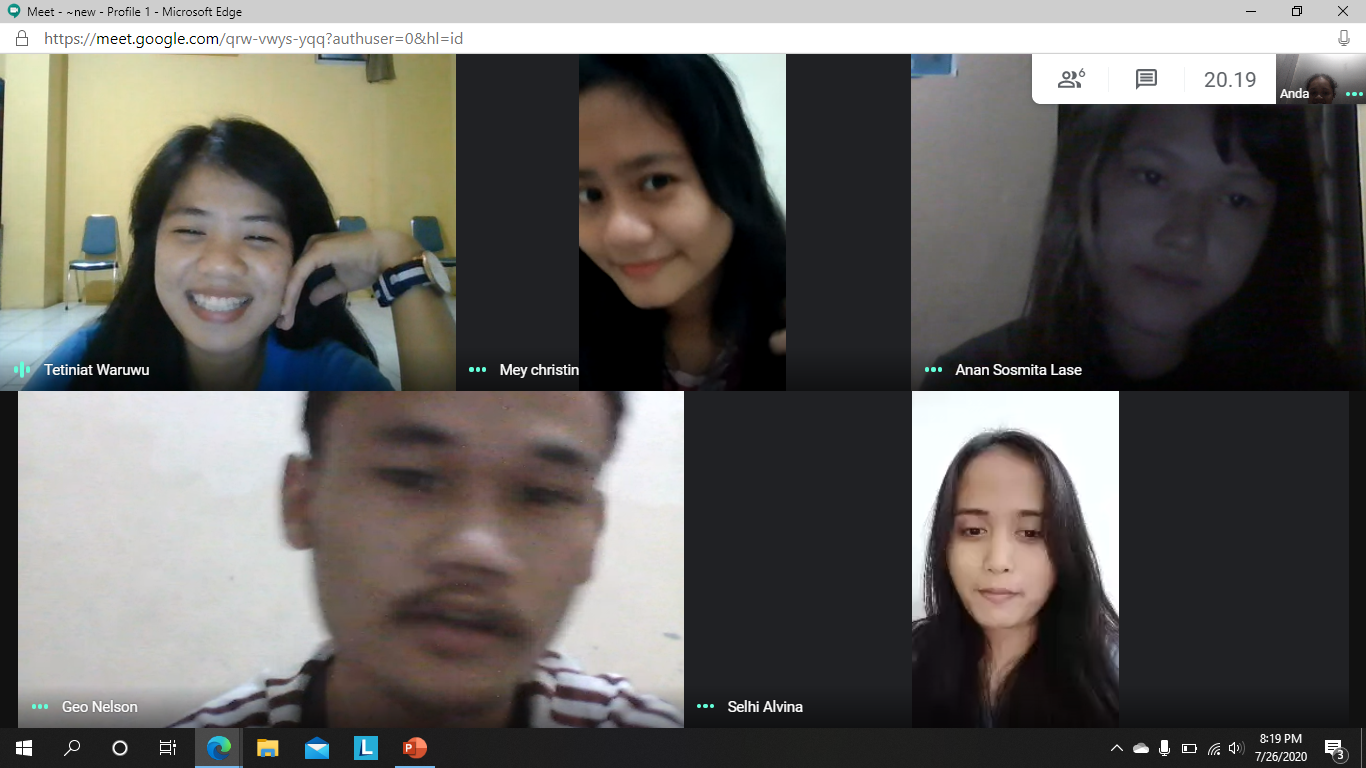 Meet - ~new - Profile 1 - Microsoft Edge
https://meet.google.com/qrw-vwys-yqq?authuser=0&hl=id
6
20.19
Anda
Tetiniat Waruwu
Mey christin
Anan Sosmita Lase
Geo Nelson
Selhi Alvina
L
P
8:19 PM
7/26/2020
3